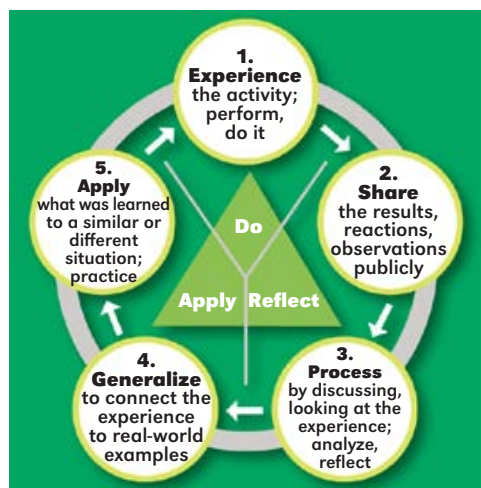 1.
Experience
the activity;
perform,
do it
2.
Share
the results,
reactions,
observations
publicly
3.
Process
by discussing,
looking at the
experience;
analyze,
reflect
4.
Generalize
to connect the
experience
to real-world
examples
5.
Apply
what was learned
to a similar or
different
situation;
practice
Do
Apply Reflect